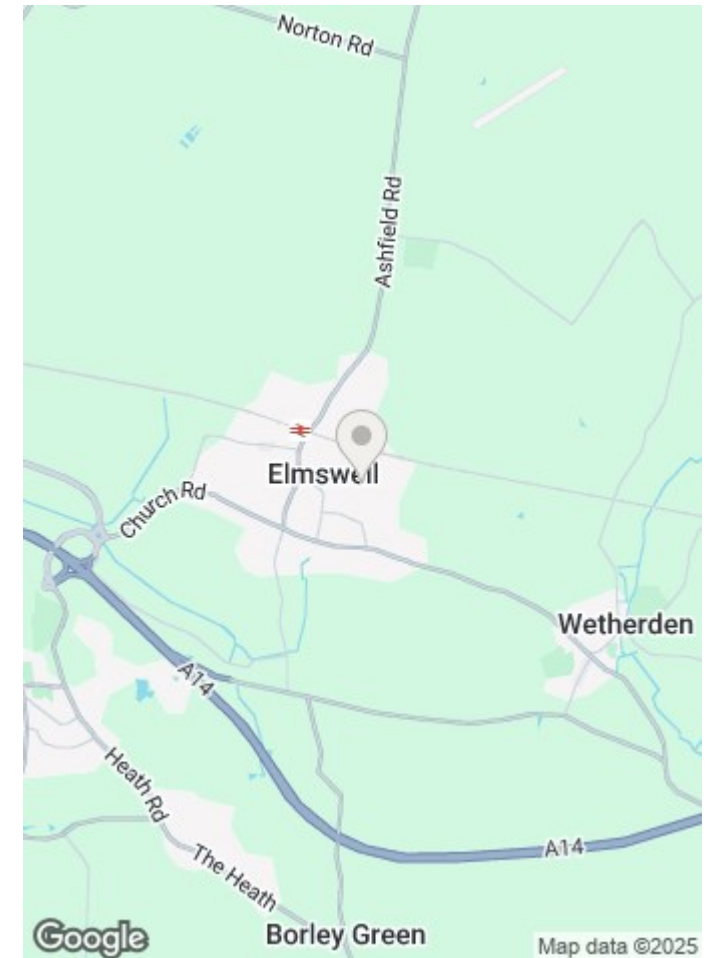 Norton Rd
Ashfield Rd
Elmswell
Church Rd
Wetherden
A14
Heath Rd
The Heath
A14
Borley Green
Google
Map data ©2025